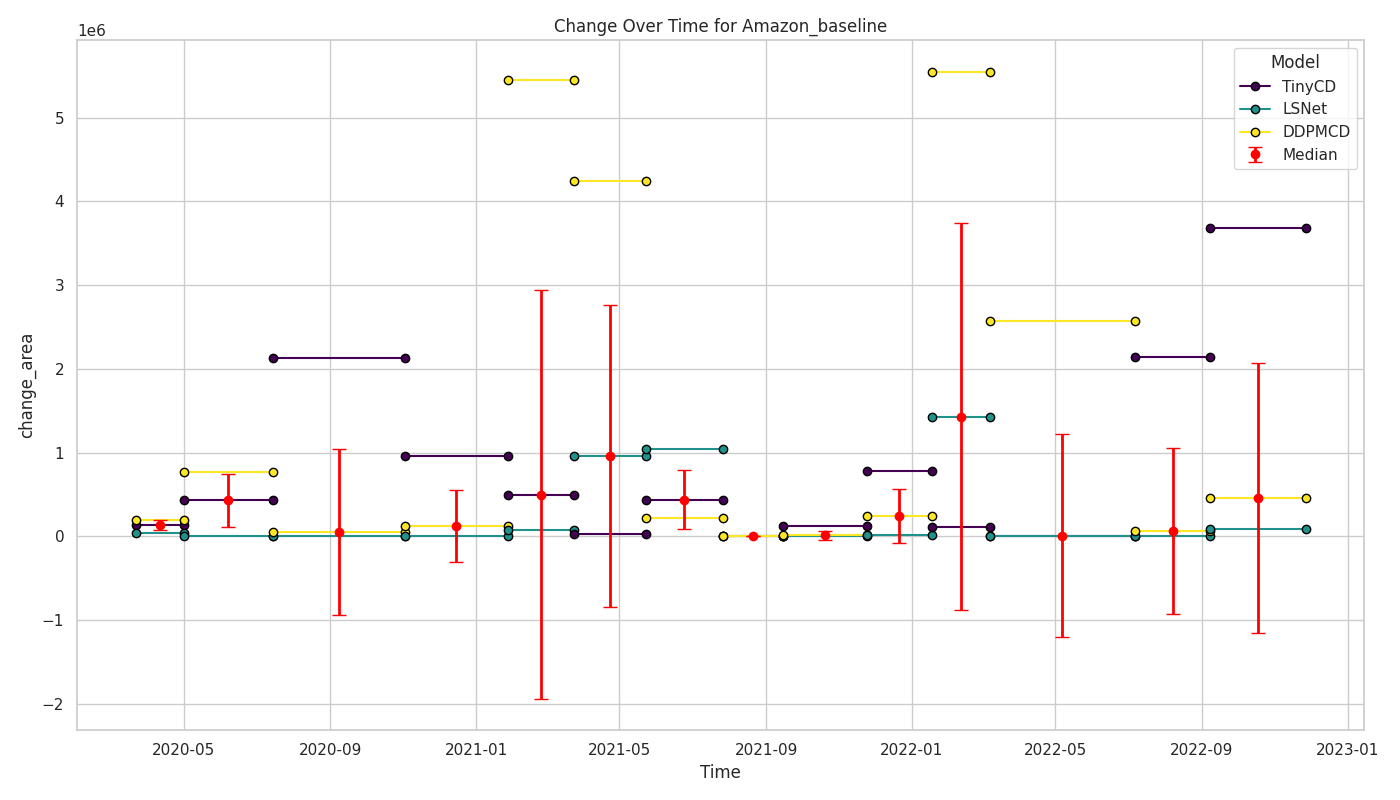 Change Over Time for Amazon_baseline
1e6
Model
TinyCD
LSNet
DDPMCD
Median
5
4
3
2
1
0
−1
−2
change_area
2020-05 2020-09 2021-01 2021-05 2021-09 2022-01 2022-05 2022-09 2023-01
Time